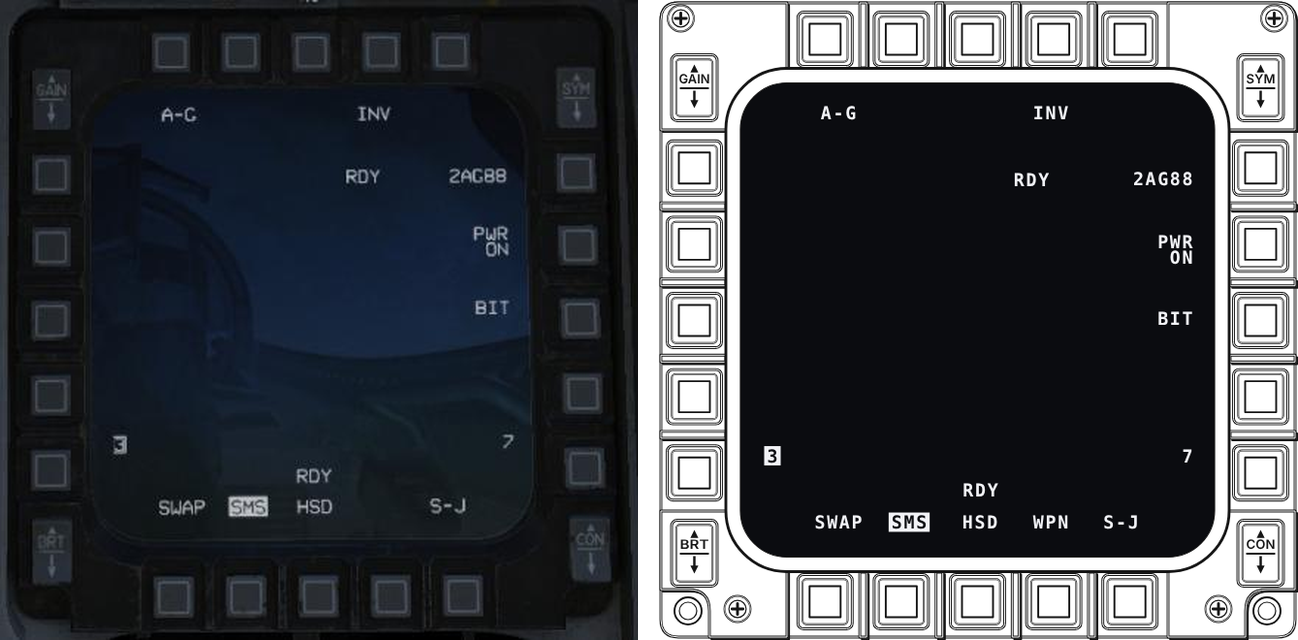 GAIN
SYM
A-G INV
RDY 2AG88
PWR
ON
BIT
3 7
RDY
SWAP SMS HSD S-J
BRT
CON
GAIN
SYM
A-G INV
RDY 2AG88
PWR
ON
BIT
3 7
RDY
SWAP SMS HSD WPN S-J
BRT
CON